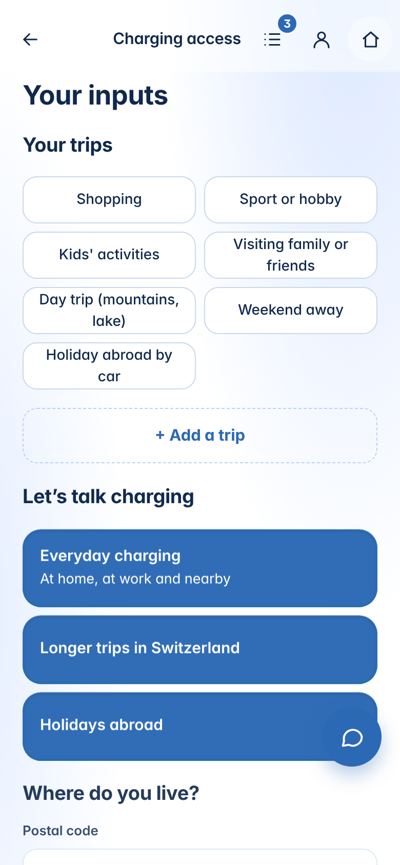 Charging access
3
Your inputs
Your trips
Shopping
Sport or hobby
Kids' activities
Visiting family or
friends
Day trip (mountains,
lake)
Weekend away
Holiday abroad by
car
+ Add a trip
Let’s talk charging
Everyday charging
At home, at work and nearby
Longer trips in Switzerland
Holidays abroad
Where do you live?
Postal code